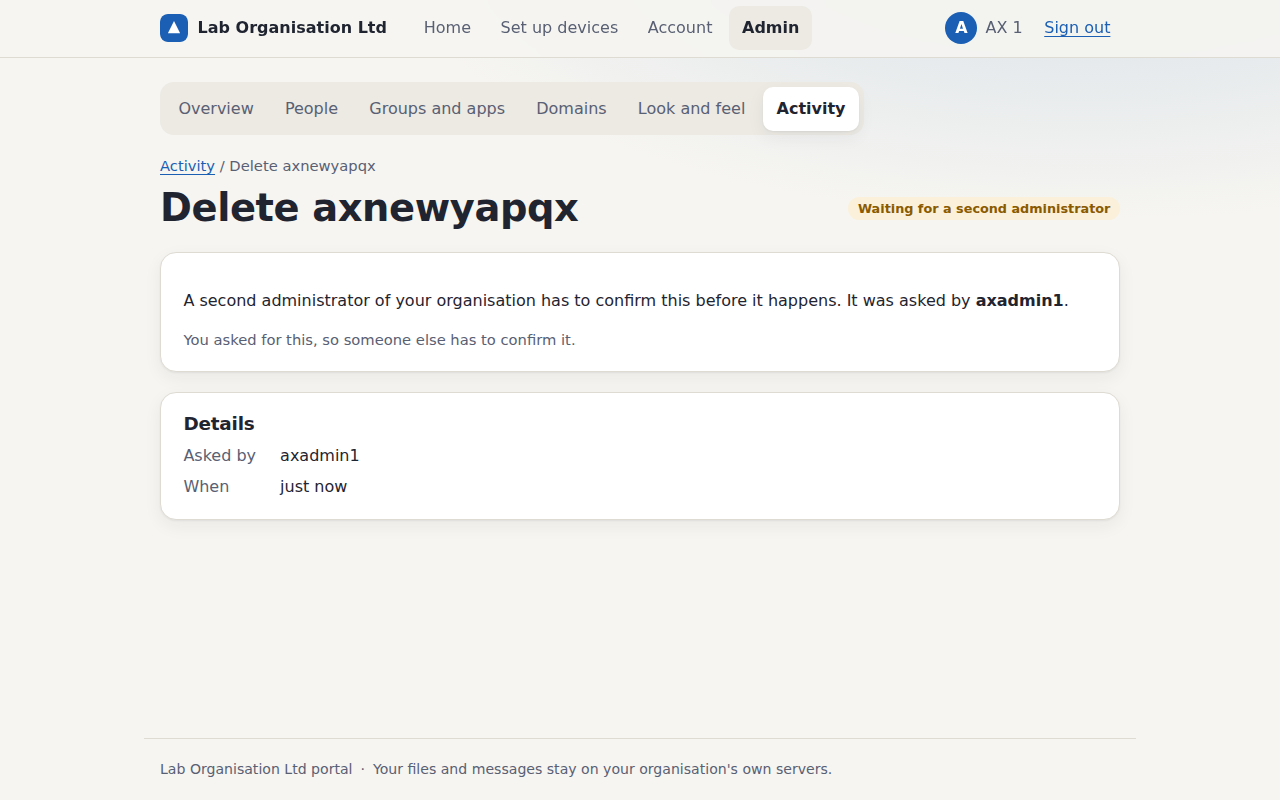 Lab Organisation Ltd Home Set up devices Account Admin A AX 1 Sign out
Overview People Groups and apps Domains Look and feel Activity
Activity / Delete axnewyapqx
Delete axnewyapqx
Waiting for a second administrator
A second administrator of your organisation has to confirm this before it happens. It was asked by axadmin1.
You asked for this, so someone else has to confirm it.
Details
Asked by axadmin1
When just now
Lab Organisation Ltd portal · Your files and messages stay on your organisation's own servers.